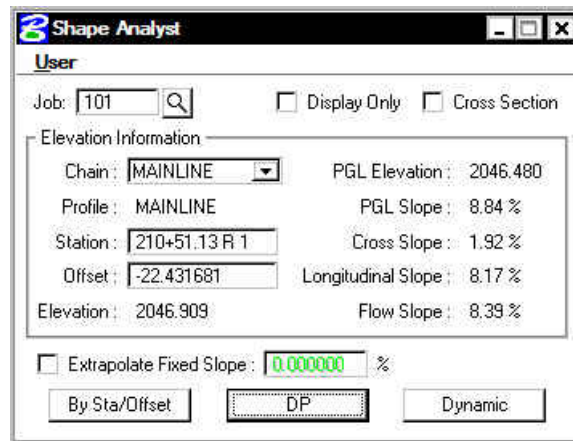 Shape Analyst
User
Job: 101 Display Only Cross Section
Elevation Information
Chain : MAINLINE PGL Elevation : 2046.480
Profile : MAINLINE PGL Slope : 8.84 %
Station : 210+51.13 R 1 Cross Slope : 1.92 %
Offset : -22.431681 Longitudinal Slope : 8.17 %
Elevation : 2046.909 Flow Slope : 8.39 %
Extrapolate Fixed Slope : 0.000000 %
By Sta/Offset DP Dynamic